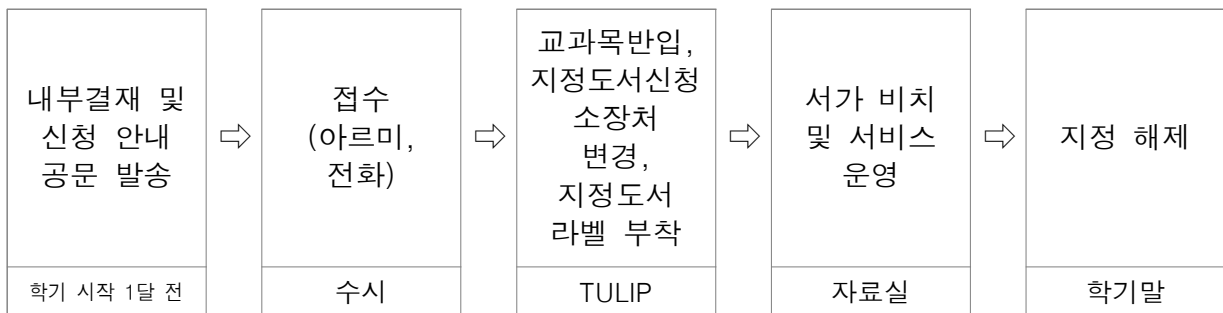 내부결재 및
신청 안내
공문 발송
학기 시작 1달 전
⇨
접수
(아르미,
전화)
수시
⇨
교과목반입,
지정도서신청
소장처
변경,
지정도서
라벨 부착
TULIP
⇨
서가 비치
및 서비스
운영
자료실
⇨
지정 해제
학기말